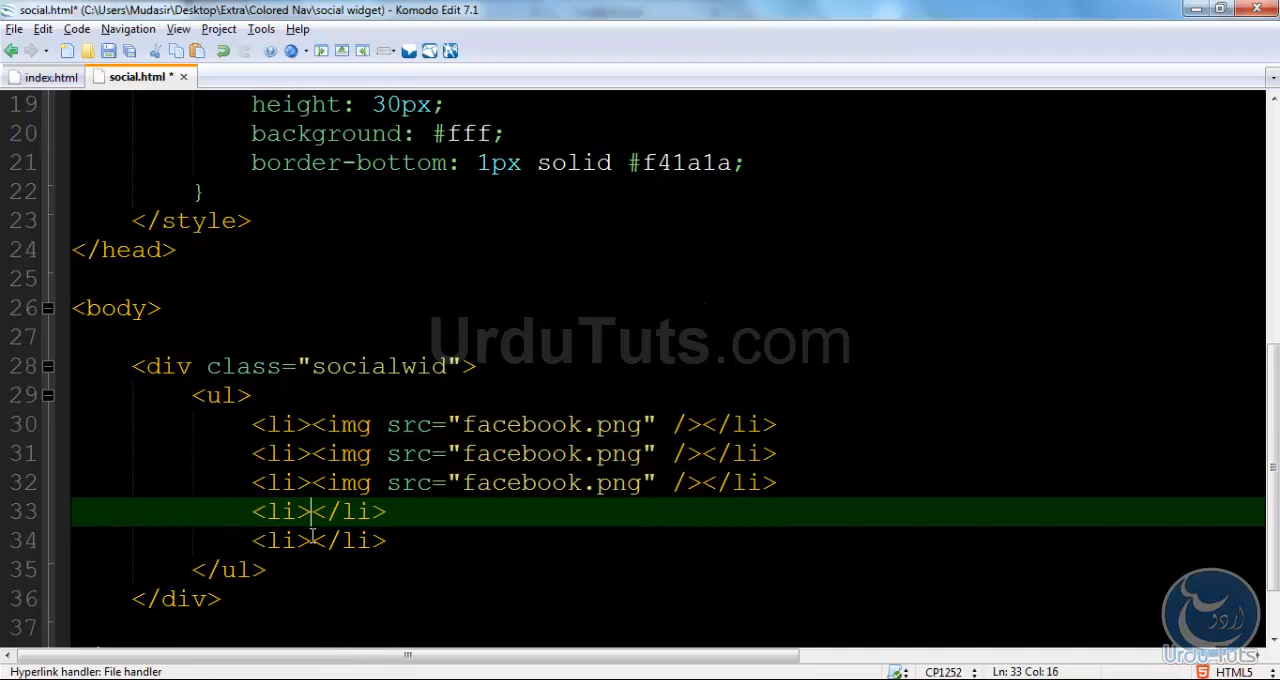 social.html* (C:\Users\Mudasir\Desktop\Extra\Colored Nav\social widget) - Komodo Edit 7.1
File Edit Code Navigation View Project Tools Help
index.html social.html *
19 height: 30px;
20 background: #fff;
21 border-bottom: 1px solid #f41a1a;
22 }
23 </style>
24 </head>
25
26 <body>
27
UrduTuts.com
28 <div class="socialwid">
29 <ul>
30 <li><img src="facebook.png" /></li>
31 <li><img src="facebook.png" /></li>
32 <li><img src="facebook.png" /></li>
33 <li></li>
34 <li></li>
35 </ul>
36 </div>
37
اردو
Urdu Tuts
Hyperlink handler: File handler CP1252 Ln: 33 Col: 16 HTML5